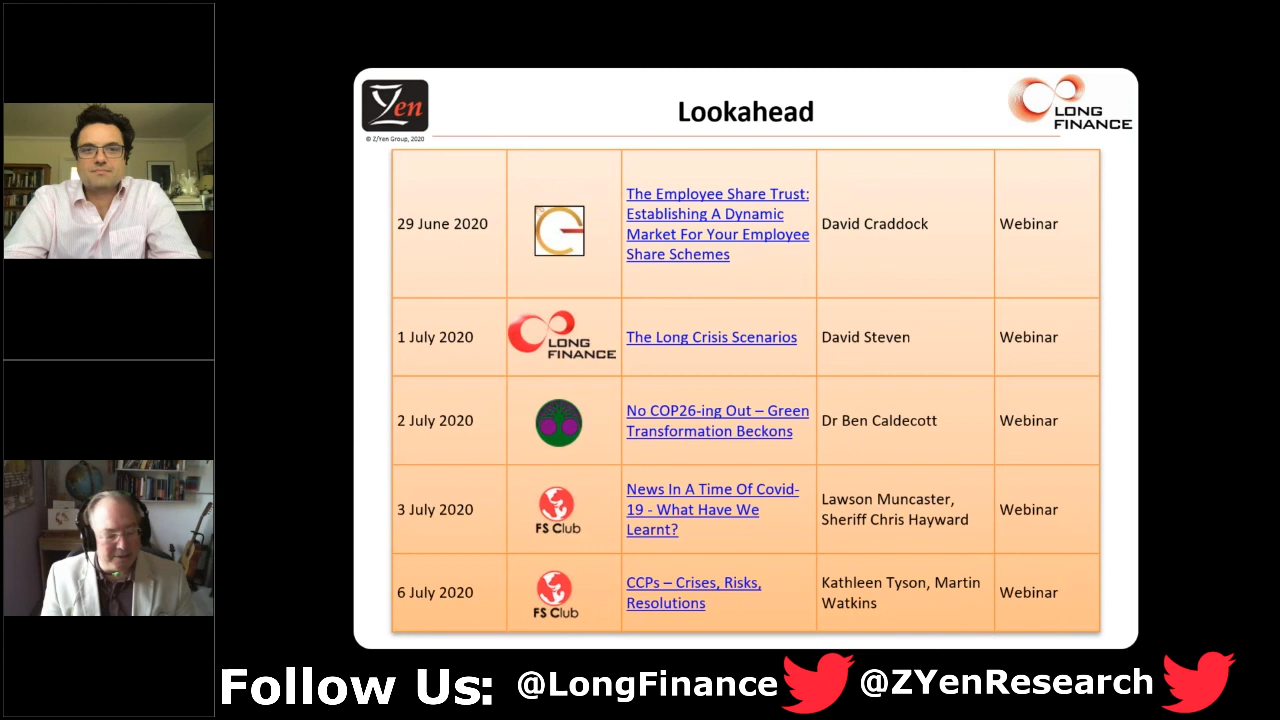 Yen
© Z/Yen Group, 2020
Lookahead
LONG
FINANCE
29 June 2020
The Employee Share Trust:
Establishing A Dynamic
Market For Your Employee
Share Schemes
David Craddock
Webinar
1 July 2020
LONG
FINANCE
The Long Crisis Scenarios
David Steven
Webinar
2 July 2020
No COP26-ing Out – Green
Transformation Beckons
Dr Ben Caldecott
Webinar
3 July 2020
FS Club
News In A Time Of Covid-
19 - What Have We
Learnt?
Lawson Muncaster,
Sheriff Chris Hayward
Webinar
6 July 2020
FS Club
CCPs – Crises, Risks,
Resolutions
Kathleen Tyson, Martin
Watkins
Webinar
Follow Us: @LongFinance @ZYenResearch